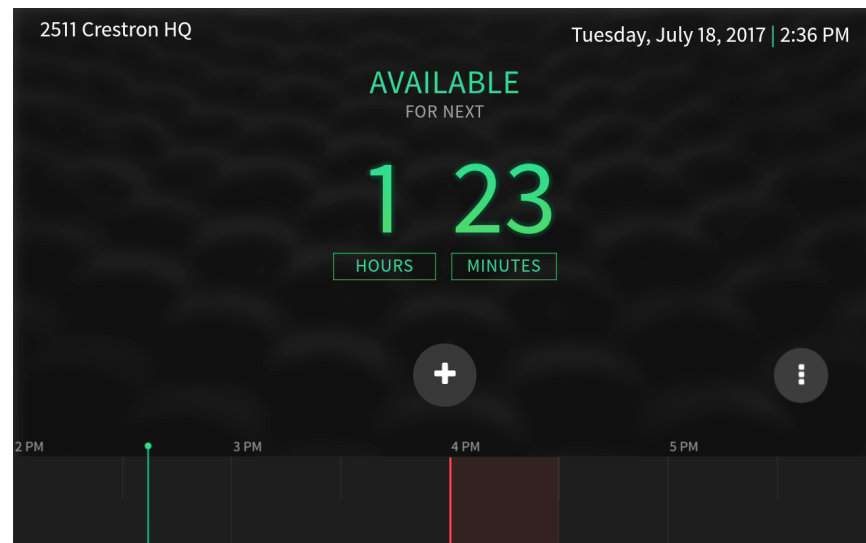 2511 Crestron HQ
Tuesday, July 18, 2017 | 2:36 PM
AVAILABLE
FOR NEXT
1 23
HOURS MINUTES
2 PM 3 PM 4 PM 5 PM